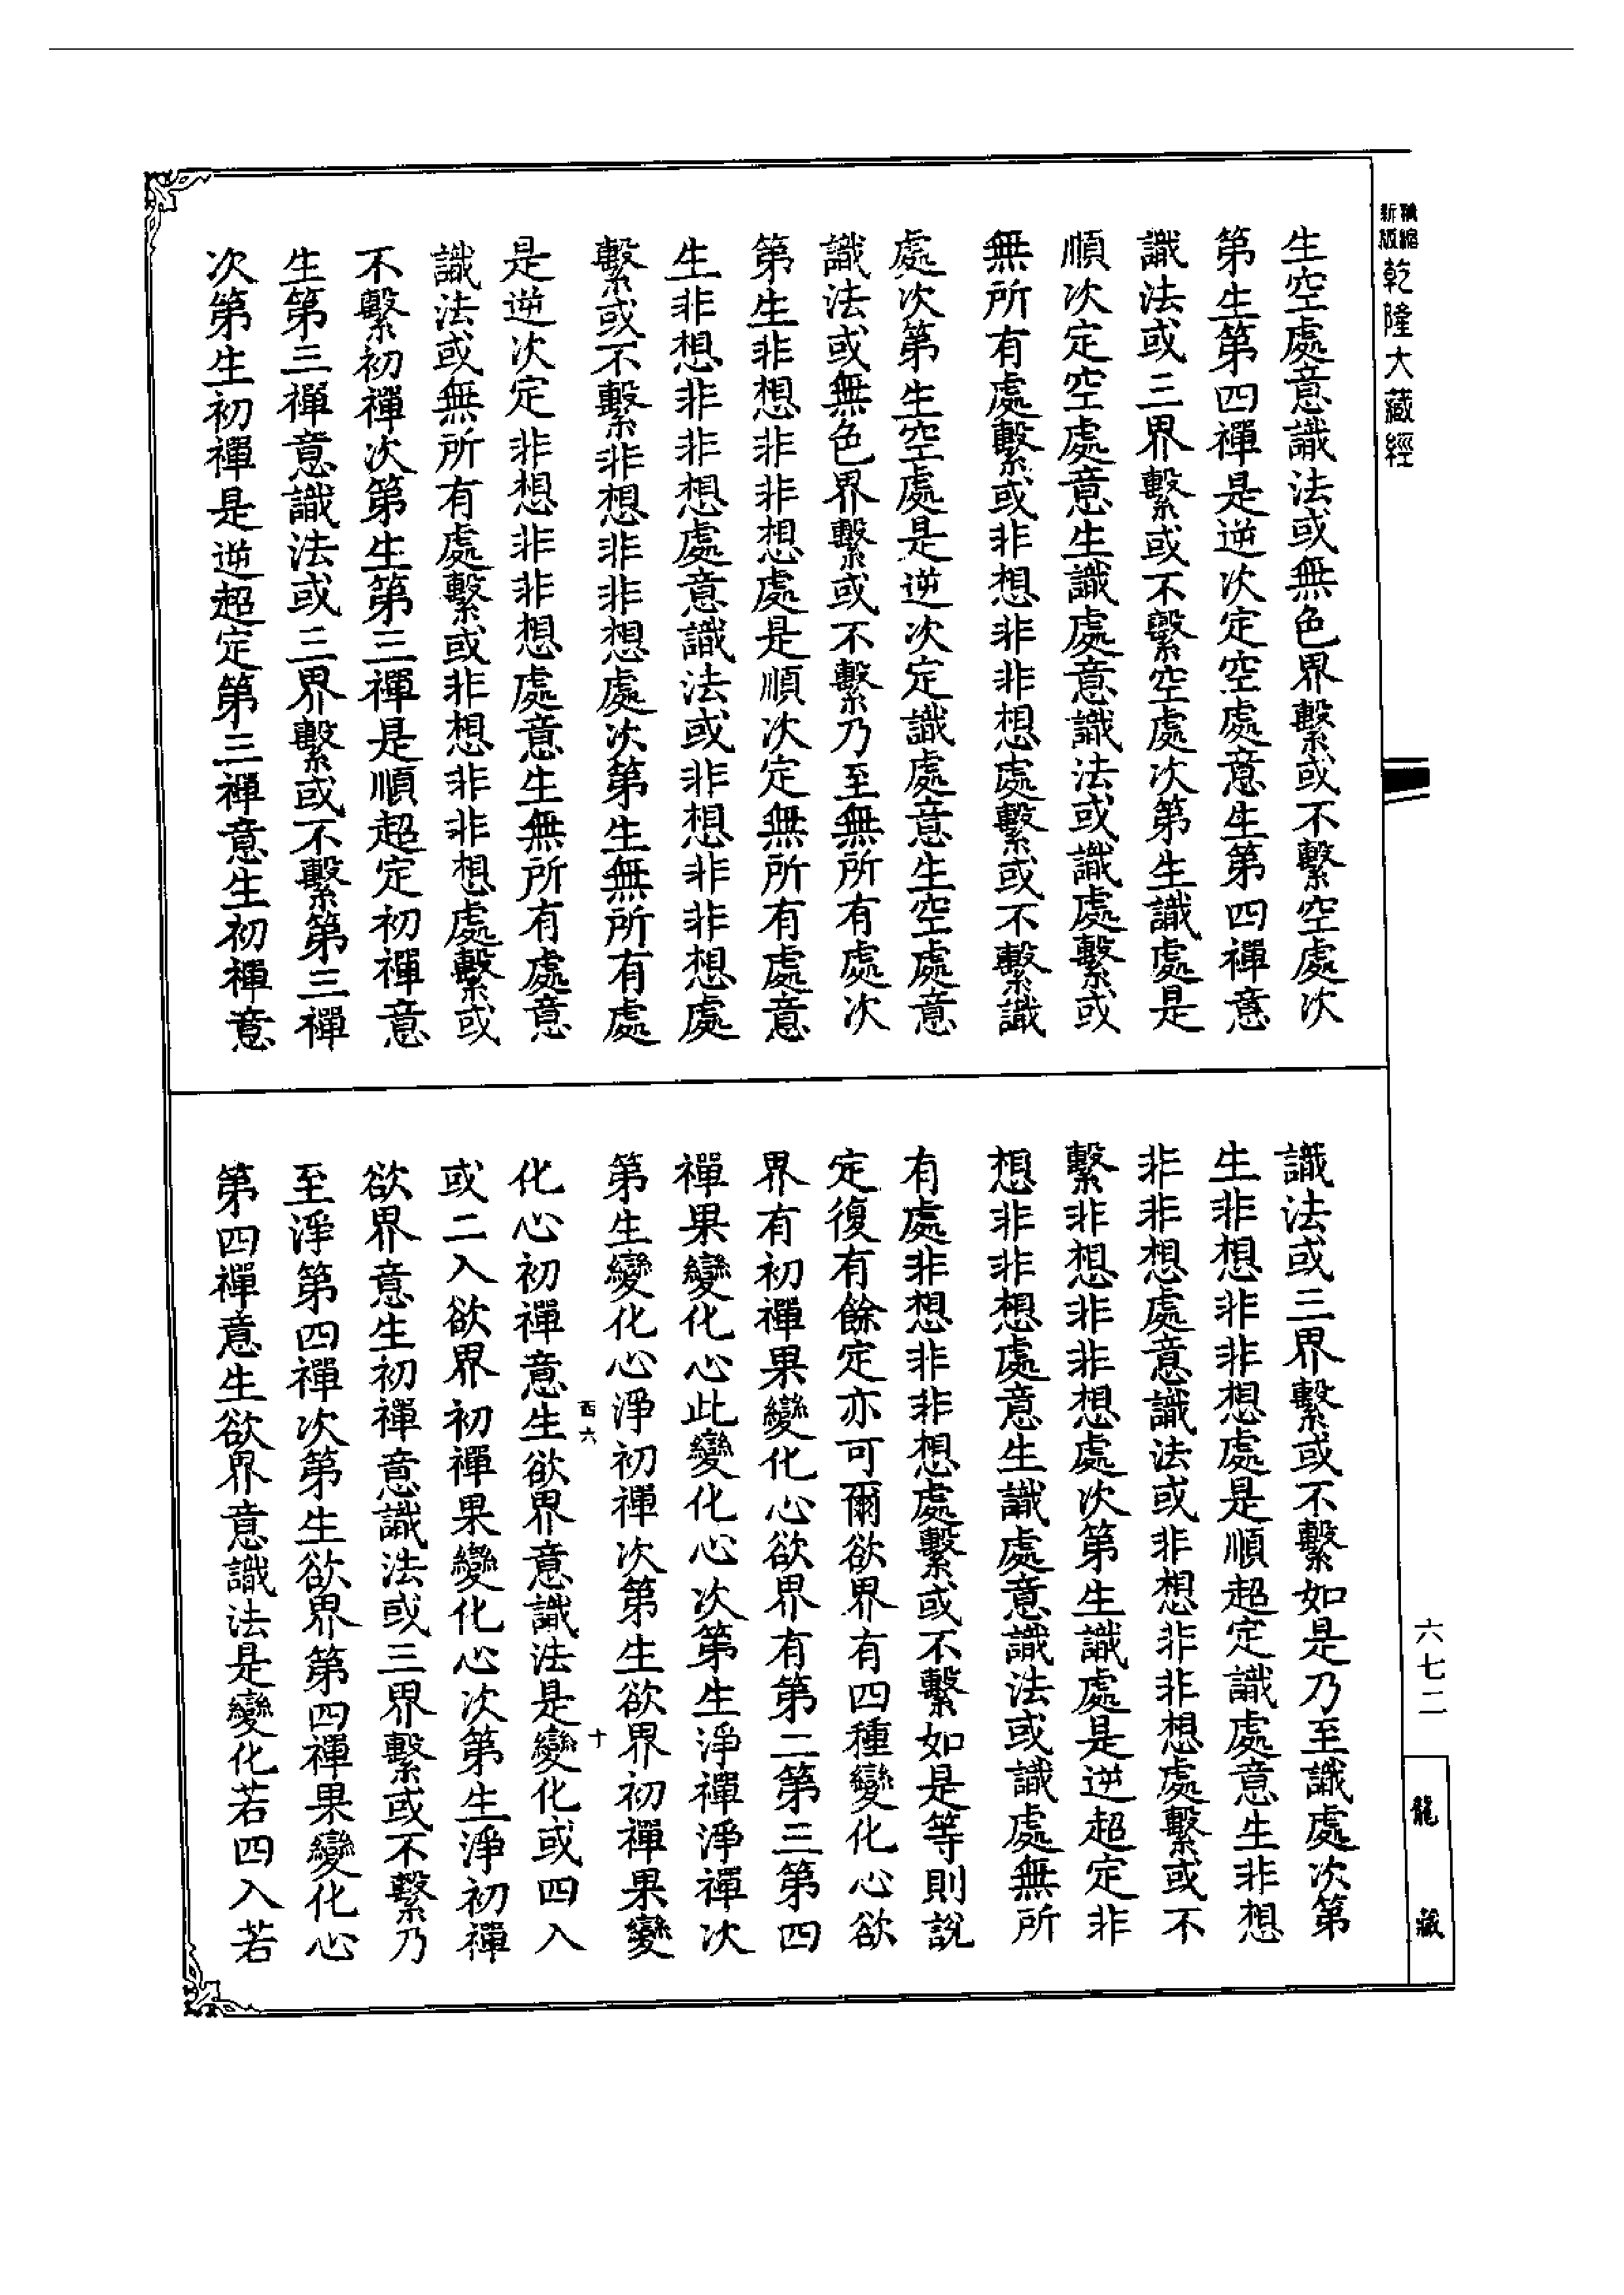 新版
縮
乾隆大藏經
生空處意識法或無色界繫或不繫空處次
第生第四禪是逆次定空處意生第四禪意
識法或三界繫或不繫空處次第生識處是
順次定空處意生識處意識法或識處繫或
無所有處繫或非想非非想處繫或不繫識
處次第生空處是逆次定識處意生空處意
識法或無色界繫或不繫乃至無所有處次
第生非想非非想處是順次定無所有處意
生非想非非想處意識法或非想非非想處
繫或不繫非想非非想處次第生無所有處
是逆次定非想非非想處意生無所有處意
識法或無所有處繫或非想非非想處繫或
不繫初禪次第生第三禪是順超定初禪意
生第三禪意識法或三界繫或不繫第三禪
次第生初禪是逆超定第三禪意生初禪意
識法或三界繫或不繫如是乃至識處次第
生非想非非想處是順超定識處意生非想
非非想處意識法或非想非非想處繫或不
繫非想非非想處次第生識處是逆超定非
想非非想處意生識處意識法或識處無所
有處非想非非想處繫或不繫如是等則說
定復有餘定亦可爾欲界有四種變化心欲
界有初禪果變化心欲界有第二第三第四
禪果變化心此變化心次第生淨禪淨禪次
第生變化心淨初禪次第生欲界初禪果變
酉六
十
化心初禪意生欲界意識法是變化或四入
或二入欲界初禪果變化心次第生淨初禪
欲界意生初禪意識法或三界繫或不繫乃
至淨第四禪次第生欲界第四禪果變化心
第四禪意生欲界意識法是變化若四入若
六七二
龍藏